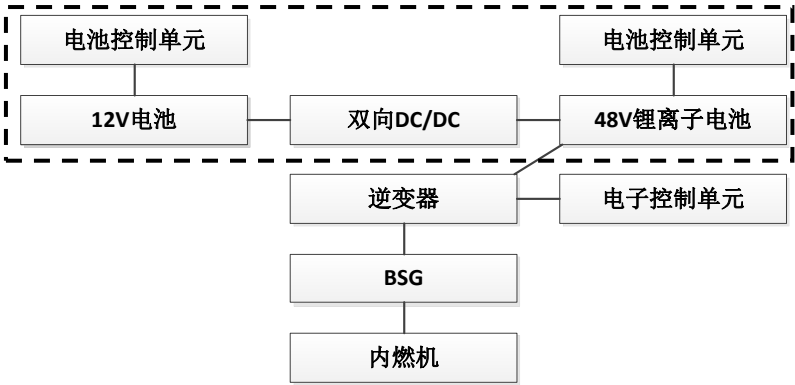 电池控制单元
电池控制单元
12V电池
双向DC/DC
48V锂离子电池
逆变器
电子控制单元
BSG
内燃机